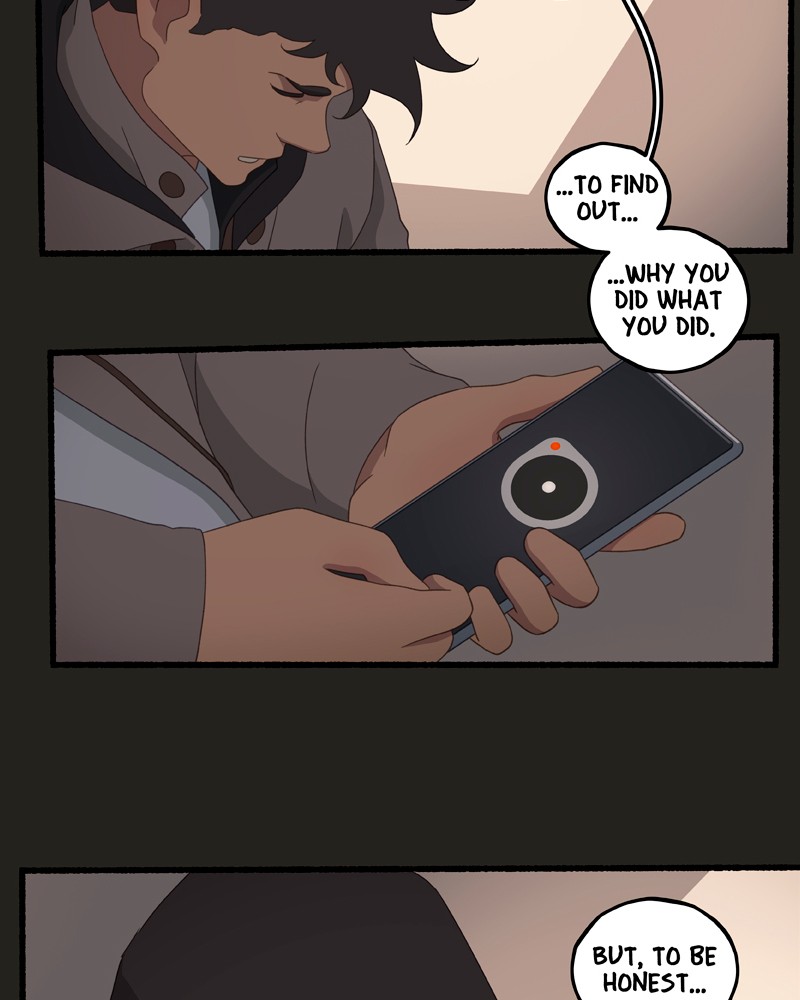 ...TO FIND
OUT...
...WHY YOU
DID WHAT
YOU DID.
BUT, TO BE
HONEST...